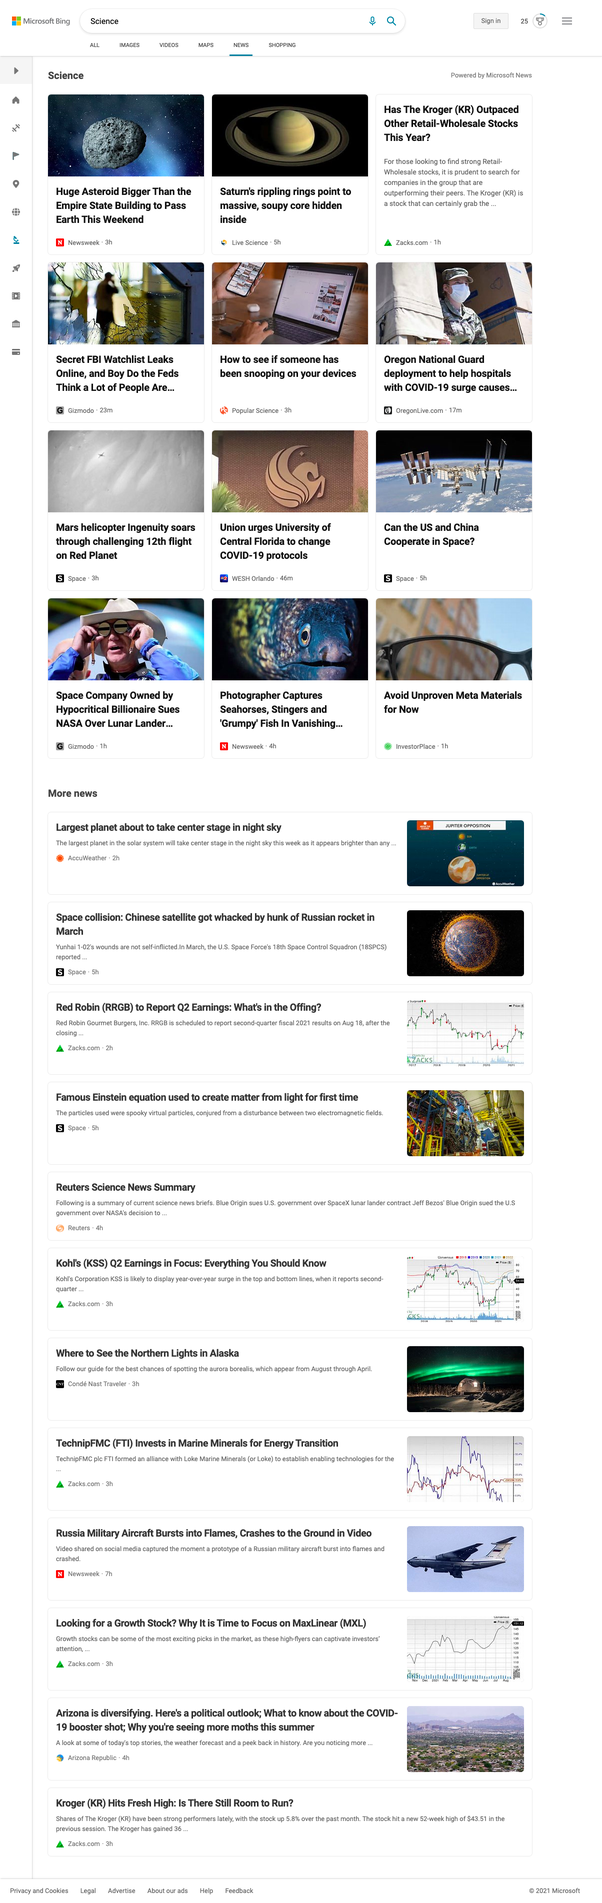 Microsoft Bing
Science
Sign in
25
ALL
IMAGES
VIDEOS
MAPS
NEWS
SHOPPING
Science
Powered by Microsoft News
Huge Asteroid Bigger Than the
Empire State Building to Pass
Earth This Weekend
Newsweek · 3h
Saturn's rippling rings point to
massive, soupy core hidden
inside
Live Science · 5h
Has The Kroger (KR) Outpaced
Other Retail-Wholesale Stocks
This Year?
For those looking to find strong Retail-
Wholesale stocks, it is prudent to search for
companies in the group that are
outperforming their peers. The Kroger (KR) is
a stock that can certainly grab the ...
Zacks.com · 1h
Secret FBI Watchlist Leaks
Online, and Boy Do the Feds
Think a Lot of People Are...
Gizmodo · 23m
How to see if someone has
been snooping on your devices
Popular Science · 3h
Oregon National Guard
deployment to help hospitals
with COVID-19 surge causes...
OregonLive.com · 17m
Mars helicopter Ingenuity soars
through challenging 12th flight
on Red Planet
Space · 3h
Union urges University of
Central Florida to change
COVID-19 protocols
WESH Orlando · 46m
Can the US and China
Cooperate in Space?
Space · 5h
Space Company Owned by
Hypocritical Billionaire Sues
NASA Over Lunar Lander...
Gizmodo · 1h
Photographer Captures
Seahorses, Stingers and
'Grumpy' Fish In Vanishing...
Newsweek · 4h
Avoid Unproven Meta Materials
for Now
InvestorPlace · 1h
More news
Largest planet about to take center stage in night sky
The largest planet in the solar system will take center stage in the night sky this week as it appears brighter than any ...
AccuWeather · 2h
JUPITER OPPOSITION
AccuWeather
Space collision: Chinese satellite got whacked by hunk of Russian rocket in
March
Yunhai 1-02's wounds are not self-inflicted.In March, the U.S. Space Force's 18th Space Control Squadron (18SPCS)
reported ...
Space · 5h
Red Robin (RRGB) to Report Q2 Earnings: What's in the Offing?
Red Robin Gourmet Burgers, Inc. RRGB is scheduled to report second-quarter fiscal 2021 results on Aug 18, after the
closing ...
Zacks.com · 2h
ZACKS
Famous Einstein equation used to create matter from light for first time
The particles used were spooky virtual particles, conjured from a disturbance between two electromagnetic fields.
Space · 5h
Reuters Science News Summary
Following is a summary of current science news briefs. Blue Origin sues U.S. government over SpaceX lunar lander contract Jeff Bezos' Blue Origin sued the U.S
government over NASA's decision to ...
Reuters · 4h
Kohl's (KSS) Q2 Earnings in Focus: Everything You Should Know
Kohl's Corporation KSS is likely to display year-over-year surge in the top and bottom lines, when it reports second-
quarter ...
Zacks.com · 3h
Where to See the Northern Lights in Alaska
Follow our guide for the best chances of spotting the aurora borealis, which appear from August through April.
Condé Nast Traveler · 3h
TechnipFMC (FTI) Invests in Marine Minerals for Energy Transition
TechnipFMC plc FTI formed an alliance with Loke Marine Minerals (or Loke) to establish enabling technologies for the
...
Zacks.com · 3h
Russia Military Aircraft Bursts into Flames, Crashes to the Ground in Video
Video shared on social media captured the moment a prototype of a Russian military aircraft burst into flames and
crashed.
Newsweek · 7h
Looking for a Growth Stock? Why It is Time to Focus on MaxLinear (MXL)
Growth stocks can be some of the most exciting picks in the market, as these high-flyers can captivate investors'
attention, ...
Zacks.com · 3h
Arizona is diversifying. Here's a political outlook; What to know about the COVID-
19 booster shot; Why you're seeing more moths this summer
A look at some of today's top stories, the weather forecast and a peek back in history. Are you noticing more ...
Arizona Republic · 4h
Kroger (KR) Hits Fresh High: Is There Still Room to Run?
Shares of The Kroger (KR) have been strong performers lately, with the stock up 5.8% over the past month. The stock hit a new 52-week high of $43.51 in the
previous session. The Kroger has gained 36 ...
Zacks.com · 3h
Privacy and Cookies
Legal
Advertise
About our ads
Help
Feedback
© 2021 Microsoft